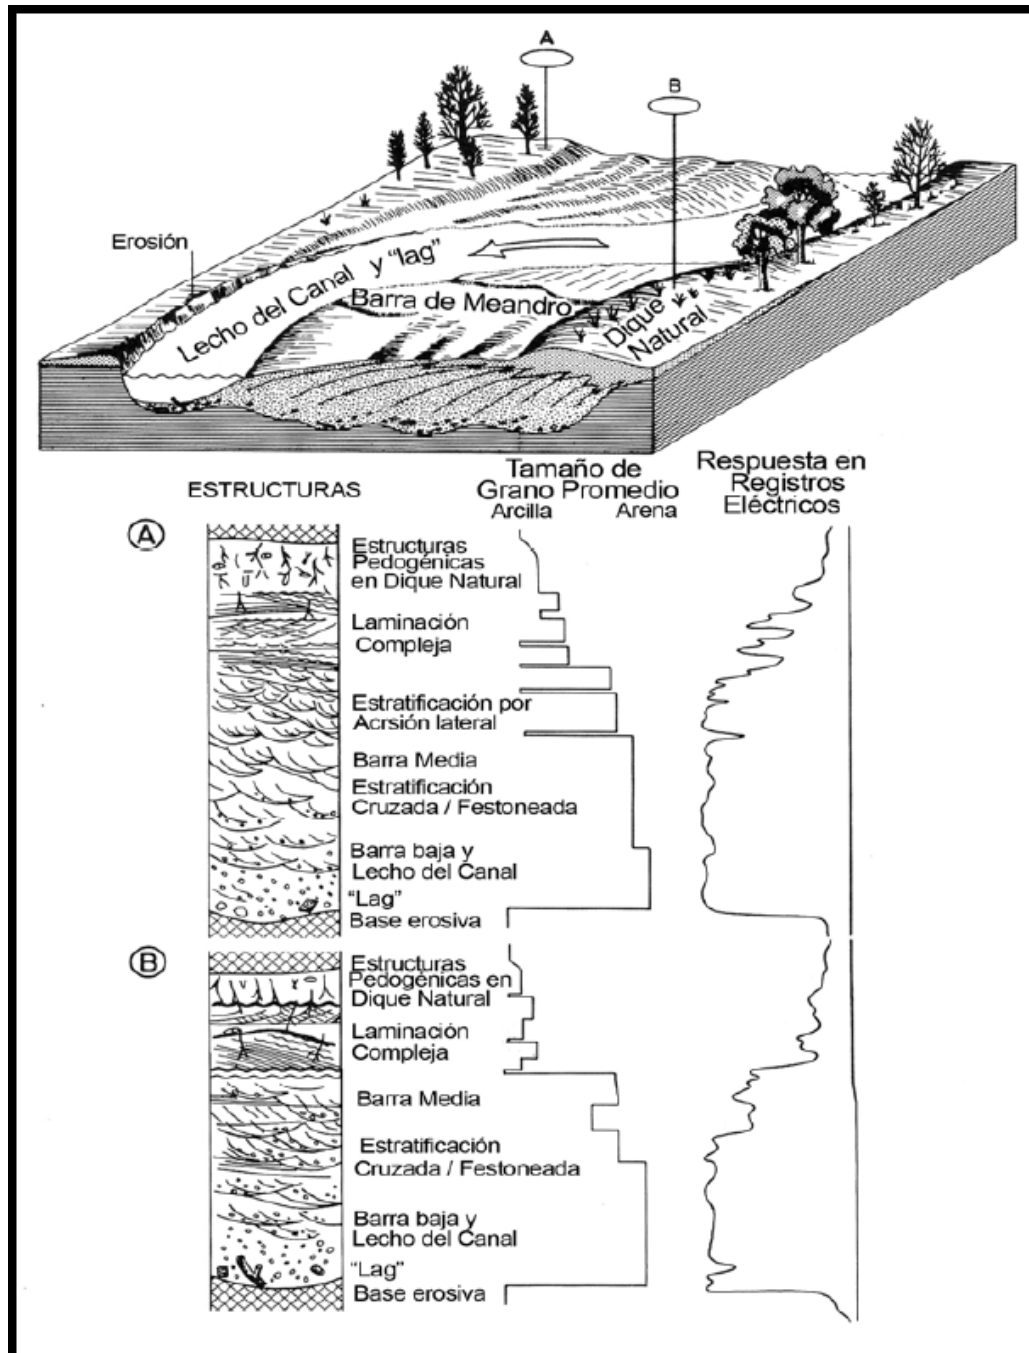 A
B
Erosión
Lecho del Canal y "lag"
Barra de Meandro
Dique
Natural
ESTRUCTURAS
Tamaño de
Grano Promedio
Arcilla Arena
Respuesta en
Registros
Eléctricos
A
Estructuras
Pedogénicas
en Dique Natural
Laminación
Compleja
Estratificación por
Acrsión lateral
Barra Media
Estratificación
Cruzada / Festoneada
Barra baja y
Lecho del Canal
"Lag"
Base erosiva
B
Estructuras
Pedogénicas en
Dique Natural
Laminación
Compleja
Barra Media
Estratificación
Cruzada / Festoneada
Barra baja y
Lecho del Canal
"Lag"
Base erosiva